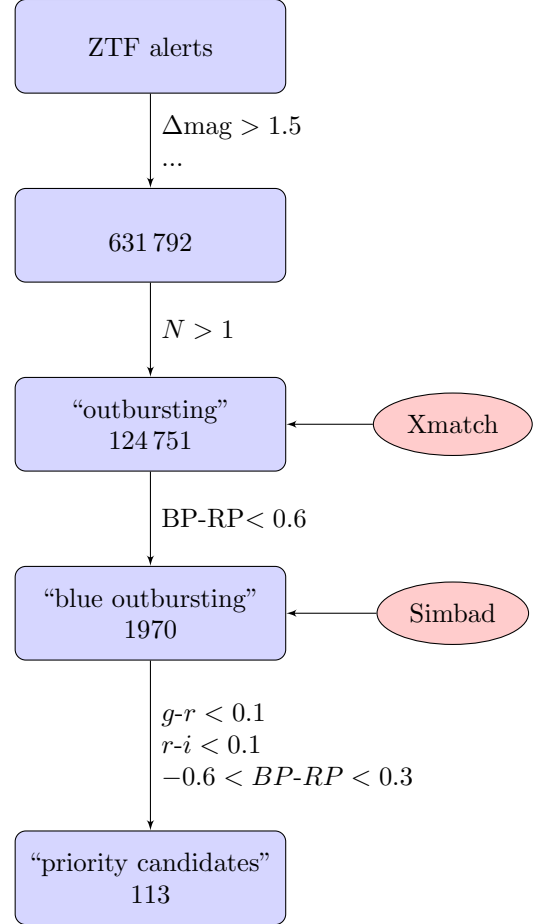 ZTF alerts
Δmag > 1.5
...
631 792
N > 1
“outbursting”
124 751
Xmatch
BP-RP< 0.6
“blue outbursting”
1970
Simbad
g-r < 0.1
r-i < 0.1
−0.6 < BP-RP < 0.3
“priority candidates”
113